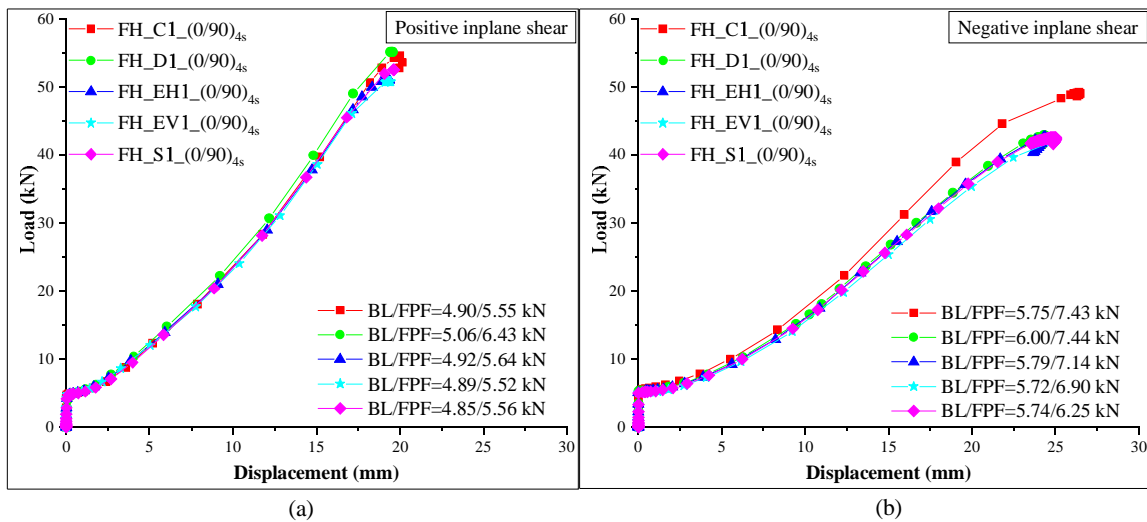 Positive inplane shear
FH_C1_(0/90)4s
FH_D1_(0/90)4s
FH_EH1_(0/90)4s
FH_EV1_(0/90)4s
FH_S1_(0/90)4s
BL/FPF=4.90/5.55 kN
BL/FPF=5.06/6.43 kN
BL/FPF=4.92/5.64 kN
BL/FPF=4.89/5.52 kN
BL/FPF=4.85/5.56 kN
60
50
40
30
20
10
0
Load (kN)
0 5 10 15 20 25 30
Displacement (mm)
(a)
Negative inplane shear
FH_C1_(0/90)4s
FH_D1_(0/90)4s
FH_EH1_(0/90)4s
FH_EV1_(0/90)4s
FH_S1_(0/90)4s
BL/FPF=5.75/7.43 kN
BL/FPF=6.00/7.44 kN
BL/FPF=5.79/7.14 kN
BL/FPF=5.72/6.90 kN
BL/FPF=5.74/6.25 kN
60
50
40
30
20
10
0
Load (kN)
0 5 10 15 20 25 30
Displacement (mm)
(b)